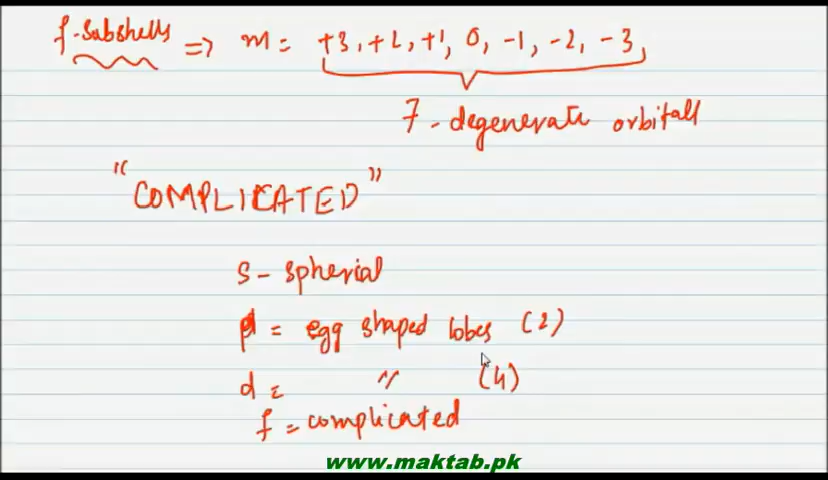 f-subshells => m = +3, +2, +1, 0, -1, -2, -3,
7-degenerate orbitall
"COMPLICATED"
s - spherial
p = egg shaped lobes (2)
d = " (4)
f = complicated
www.maktab.pk